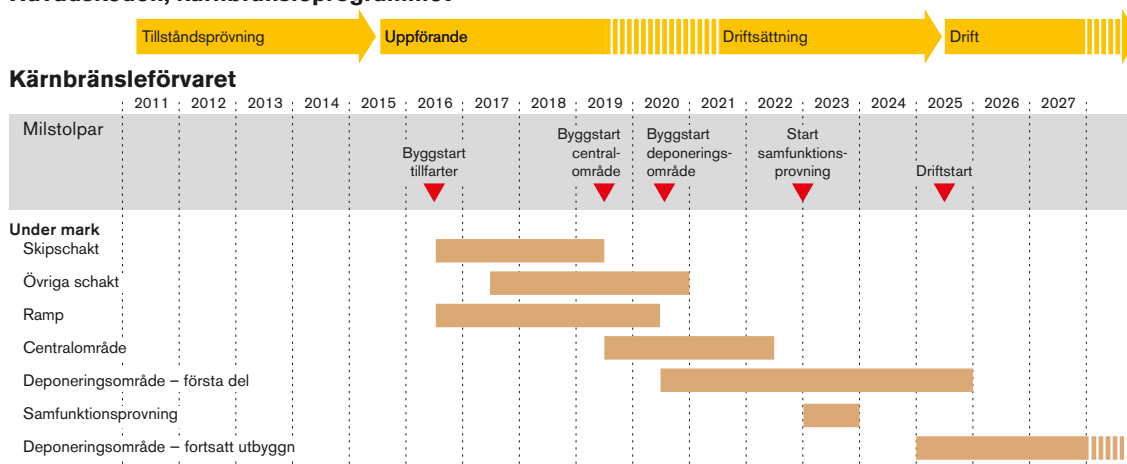 Tillståndsprövning Uppförande Driftsättning Drift
Kärnbränsleförvaret
2011 2012 2013 2014 2015 2016 2017 2018 2019 2020 2021 2022 2023 2024 2025 2026 2027
Milstolpar
Byggstart
tillfarter
Byggstart
central-
område
Byggstart
deponerings-
område
Start
samfunktions-
provning
Driftstart
Under mark
Skipschakt
Övriga schakt
Ramp
Centralområde
Deponeringsområde – första del
Samfunktionsprovning
Deponeringsområde – fortsatt utbyggn